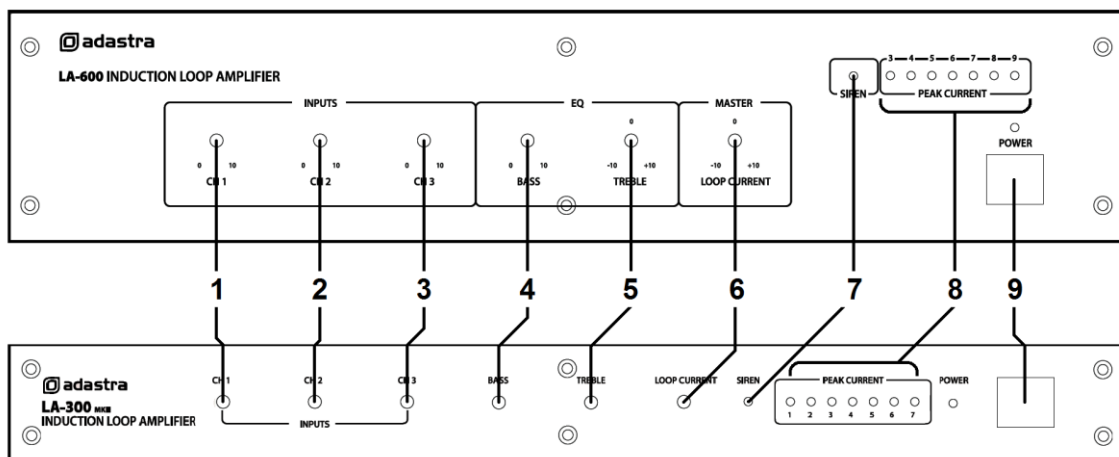 adastra
LA-600 INDUCTION LOOP AMPLIFIER
INPUTS EQ MASTER
3 4 5 6 7 8 9
SIREN PEAK CURRENT
0 0
POWER
0 10 0 10 0 10 0 10 -10 +10 -10 +10
CH 1 CH 2 CH 3 BASS TREBLE LOOP CURRENT
1 2 3 4 5 6 7 8 9
adastra
LA-300 MKII
INDUCTION LOOP AMPLIFIER
CH 1 CH 2 CH 3 BASS TREBLE LOOP CURRENT SIREN PEAK CURRENT POWER
1 2 3 4 5 6 7
INPUTS